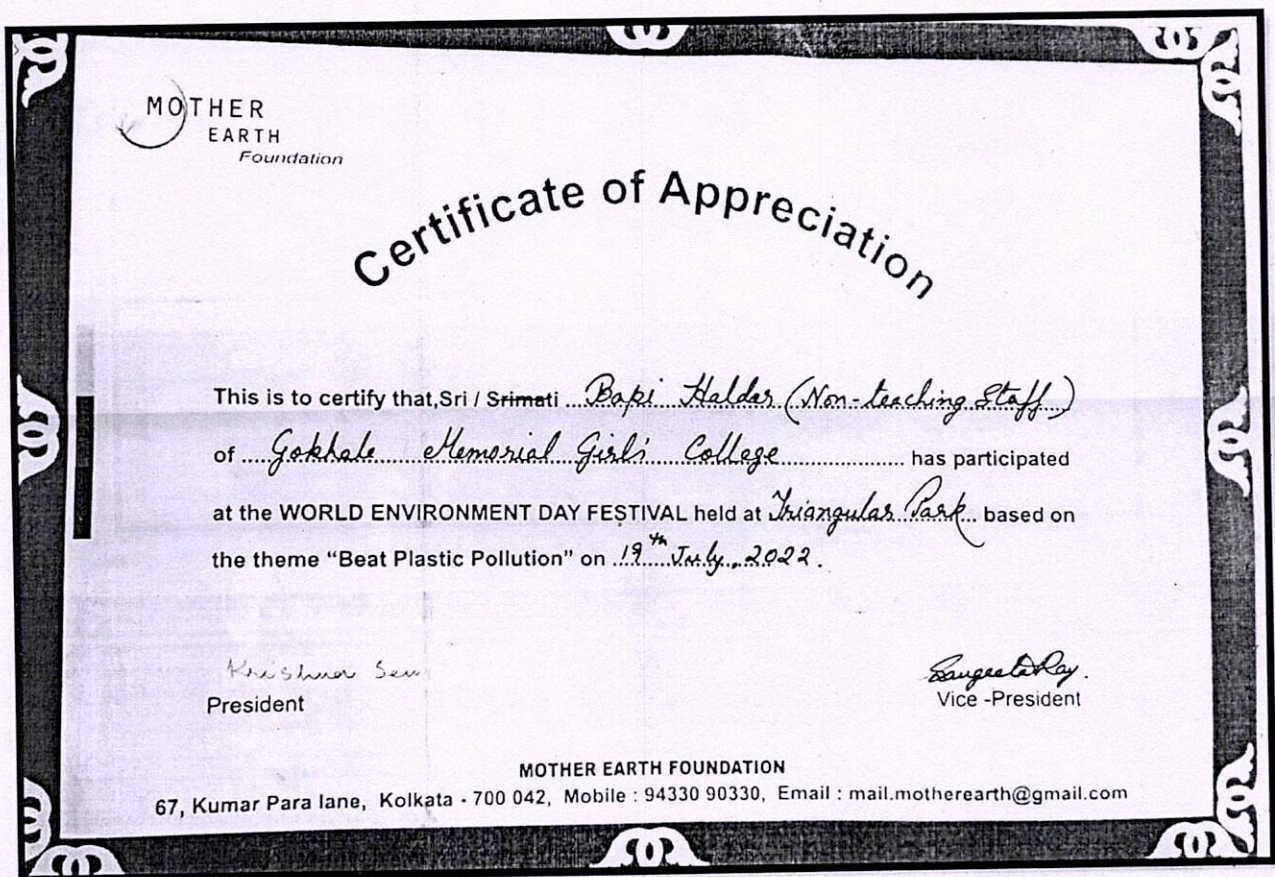 MOTHER
EARTH
Foundation
Certificate of Appreciation
This is to certify that,Sri / Srimati Bapi Haldar (Non-teaching Staff)
of Gokhale Memorial Girls' College has participated
at the WORLD ENVIRONMENT DAY FESTIVAL held at Triangular Park based on
the theme “Beat Plastic Pollution” on 19th July, 2022.
Krishna Sen
Sangeeta Ray.
President
Vice -President
MOTHER EARTH FOUNDATION
67, Kumar Para lane, Kolkata - 700 042, Mobile : 94330 90330, Email : mail.motherearth@gmail.com